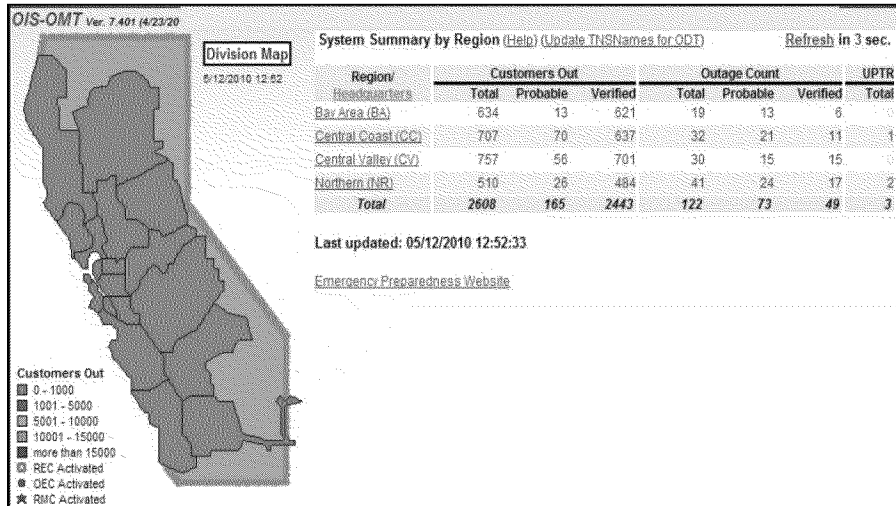 OIS-OMT Ver. 7.401 (4/23/20
Division Map
5/12/2010 12:52
Customers Out
0 - 1000
1001 - 5000
5001 - 10000
10001 - 15000
more than 15000
REC Activated
OEC Activated
RMC Activated
System Summary by Region (Help) (Update TNSNames for ODT) Refresh in 3 sec.
Region/ Customers Out Outage Count UPTR
Headquarters Total Probable Verified Total Probable Verified Total
Bay Area (BA) 634 13 621 19 13 6
Central Coast (CC) 707 70 637 32 21 11 1
Central Valley (CV) 757 56 701 30 15 15
Northern (NR) 510 26 484 41 24 17 2
Total 2608 165 2443 122 73 49 3
Last updated: 05/12/2010 12:52:33
Emergency Preparedness Website